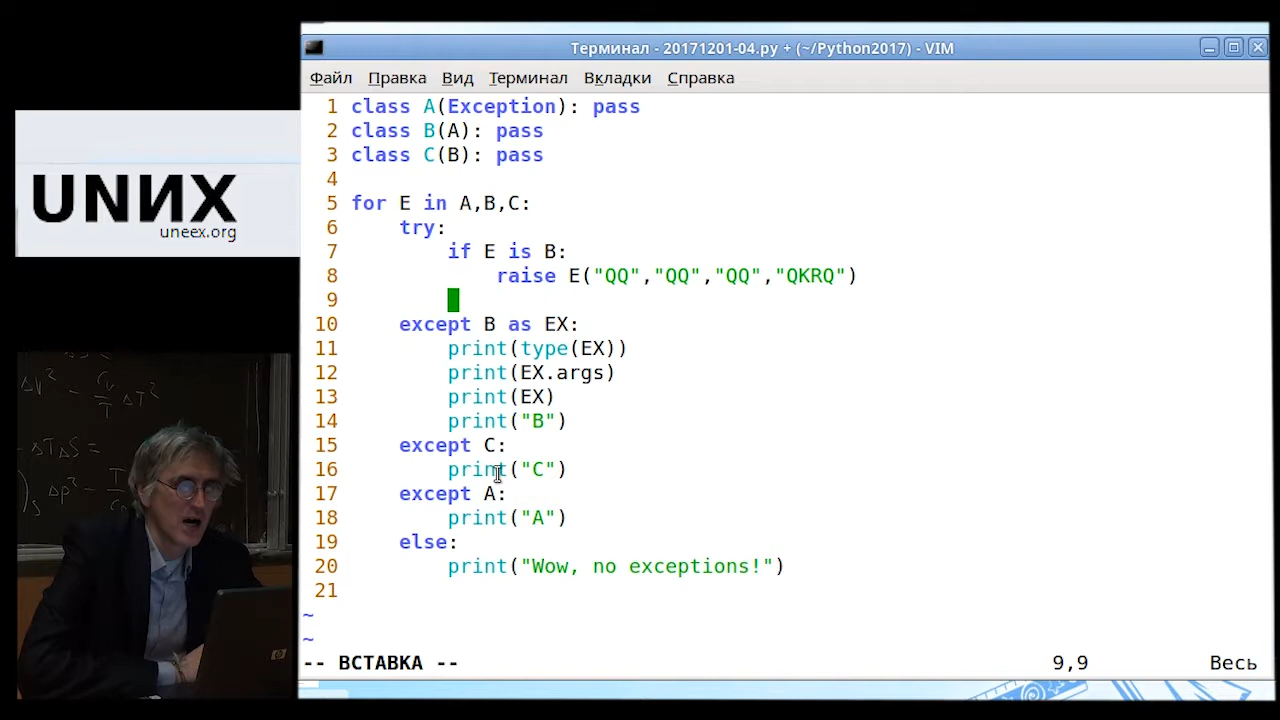 Терминал - 20171201-04.py + (~/Python2017) - VIM
Файл Правка Вид Терминал Вкладки Справка
1 class A(Exception): pass
2 class B(A): pass
3 class C(B): pass
4
5 for E in A,B,C:
6     try:
7         if E is B:
8             raise E("QQ","QQ","QQ","QKRQ")
9
10     except B as EX:
11         print(type(EX))
12         print(EX.args)
13         print(EX)
14         print("B")
15     except C:
16         print("C")
17     except A:
18         print("A")
19     else:
20         print("Wow, no exceptions!")
21
~
~
-- ВСТАВКА -- 9,9 Весь
UNИX
uneex.org